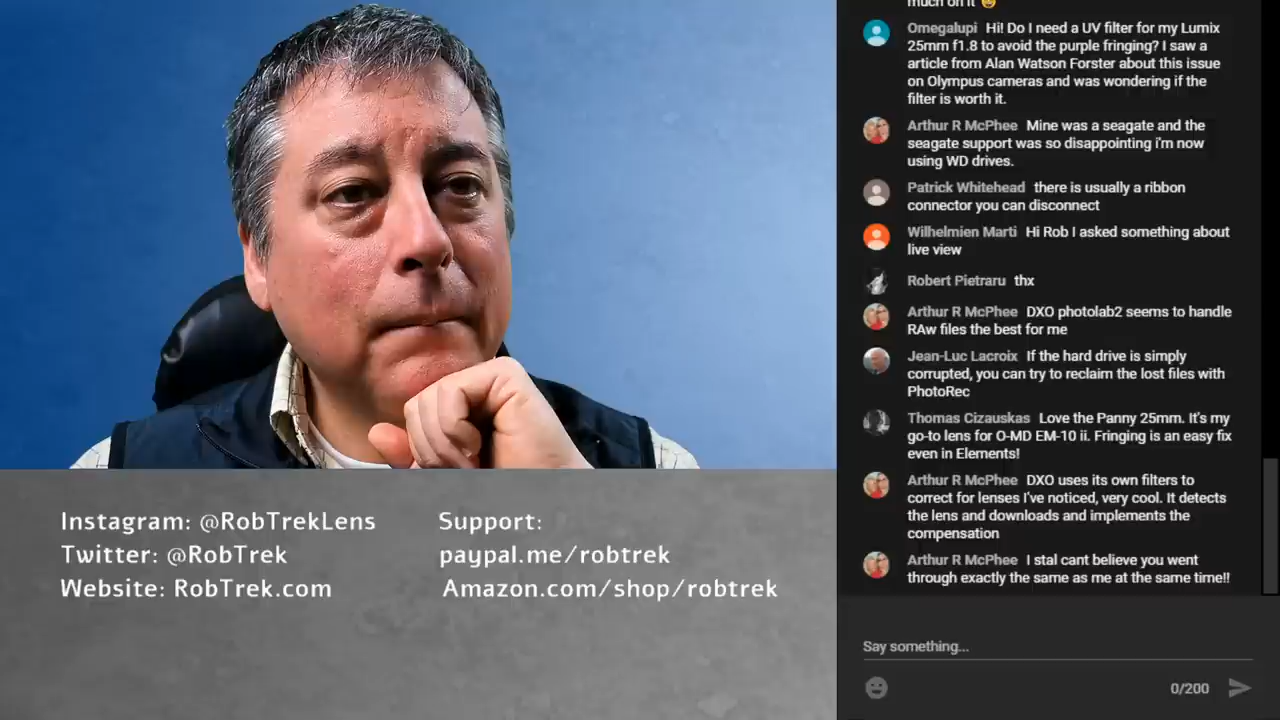 much on it
Omegalupi Hi! Do I need a UV filter for my Lumix
25mm f1.8 to avoid the purple fringing? I saw a
article from Alan Watson Forster about this issue
on Olympus cameras and was wondering if the
filter is worth it.
Arthur R McPhee Mine was a seagate and the
seagate support was so disappointing i'm now
using WD drives.
Patrick Whitehead there is usually a ribbon
connector you can disconnect
Wilhelmien Marti Hi Rob I asked something about
live view
Robert Pietraru thx
Arthur R McPhee DXO photolab2 seems to handle
RAw files the best for me
Jean-Luc Lacroix If the hard drive is simply
corrupted, you can try to reclaim the lost files with
PhotoRec
Thomas Cizauskas Love the Panny 25mm. It's my
go-to lens for O-MD EM-10 ii. Fringing is an easy fix
even in Elements!
Arthur R McPhee DXO uses its own filters to
correct for lenses I've noticed, very cool. It detects
the lens and downloads and implements the
compensation
Arthur R McPhee I stal cant believe you went
through exactly the same as me at the same time!!
Say something...
0/200
Instagram: @RobTrekLens
Twitter: @RobTrek
Website: RobTrek.com
Support:
paypal.me/robtrek
Amazon.com/shop/robtrek